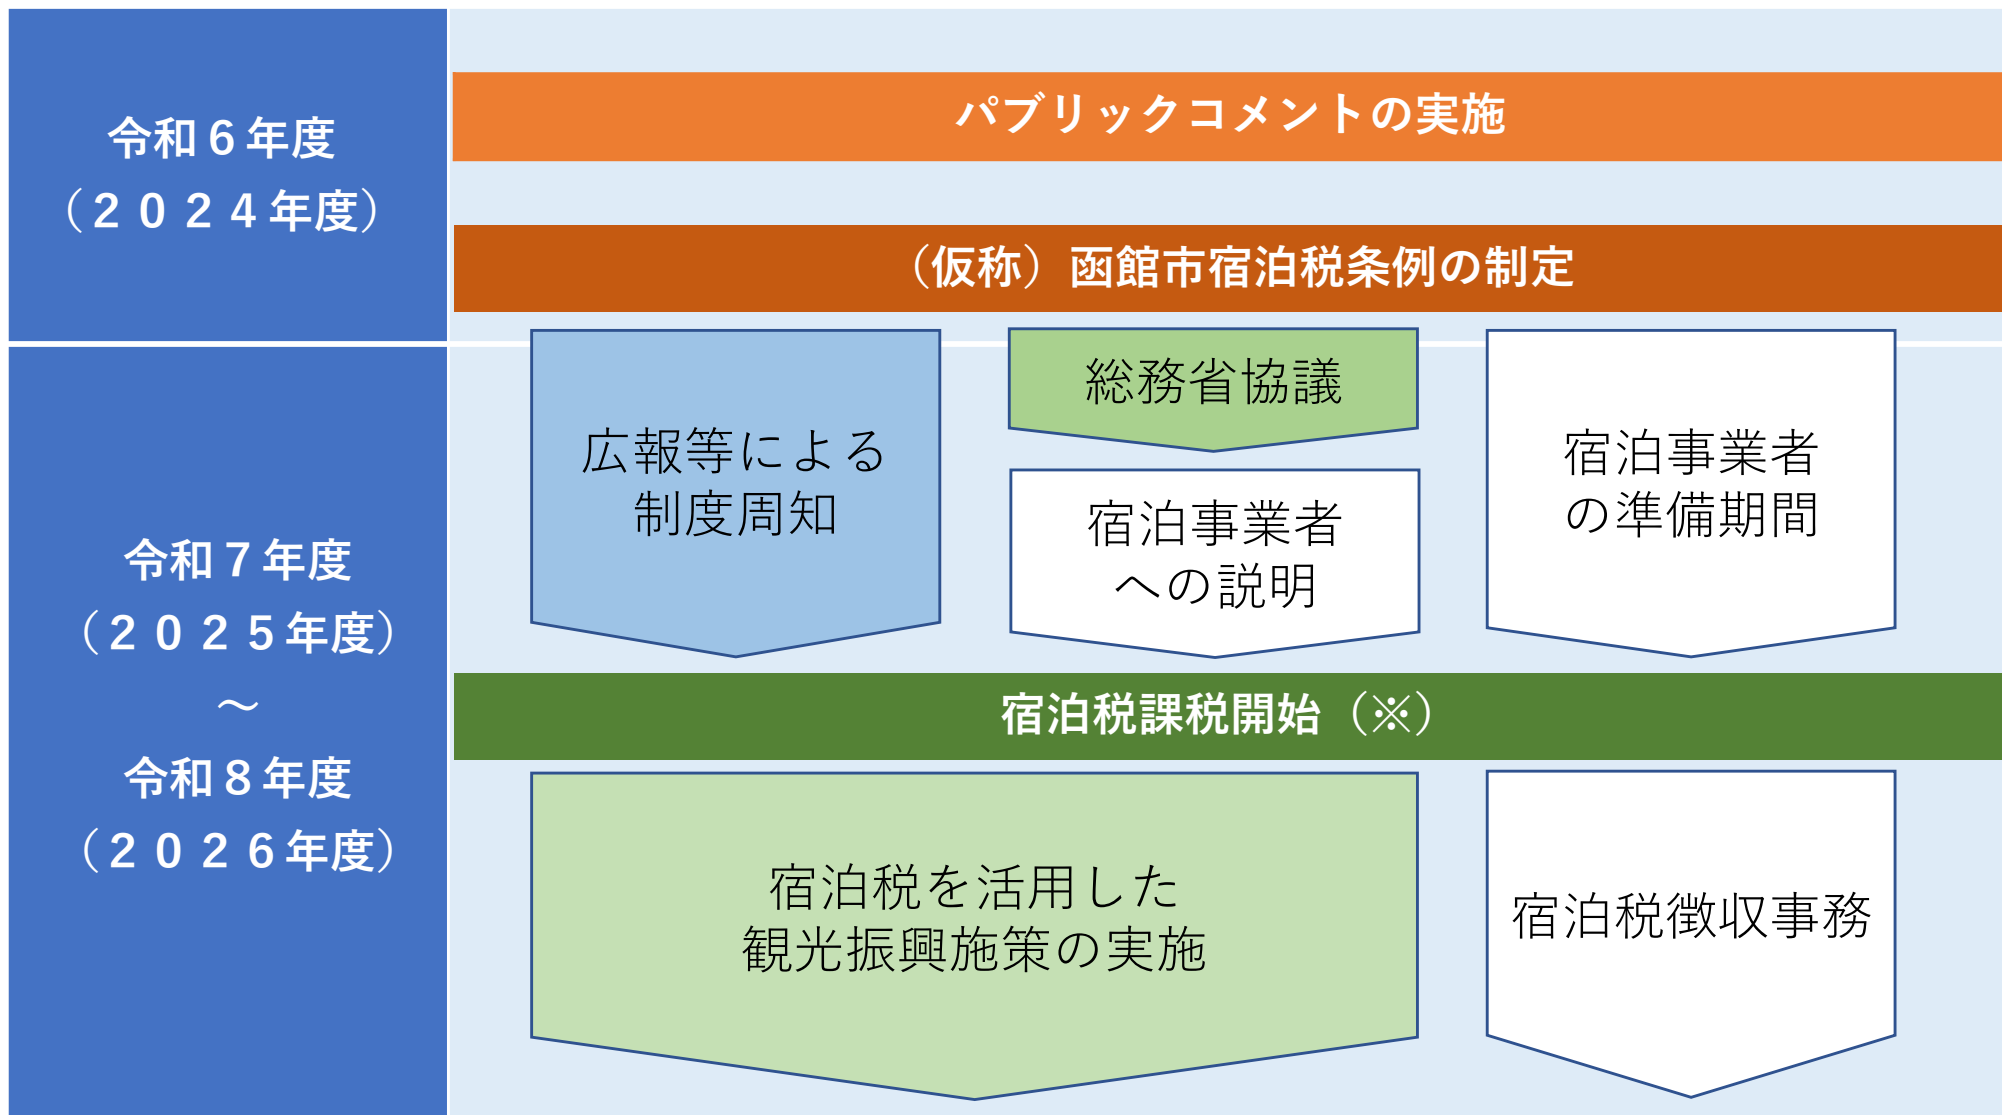 令和６年度
（２０２４年度）
パブリックコメントの実施
（仮称）函館市宿泊税条例の制定
令和７年度
（２０２５年度）
～
令和８年度
（２０２６年度）
広報等による
制度周知
総務省協議
宿泊事業者
への説明
宿泊事業者
の準備期間
宿泊税課税開始（※）
宿泊税を活用した
観光振興施策の実施
宿泊税徴収事務